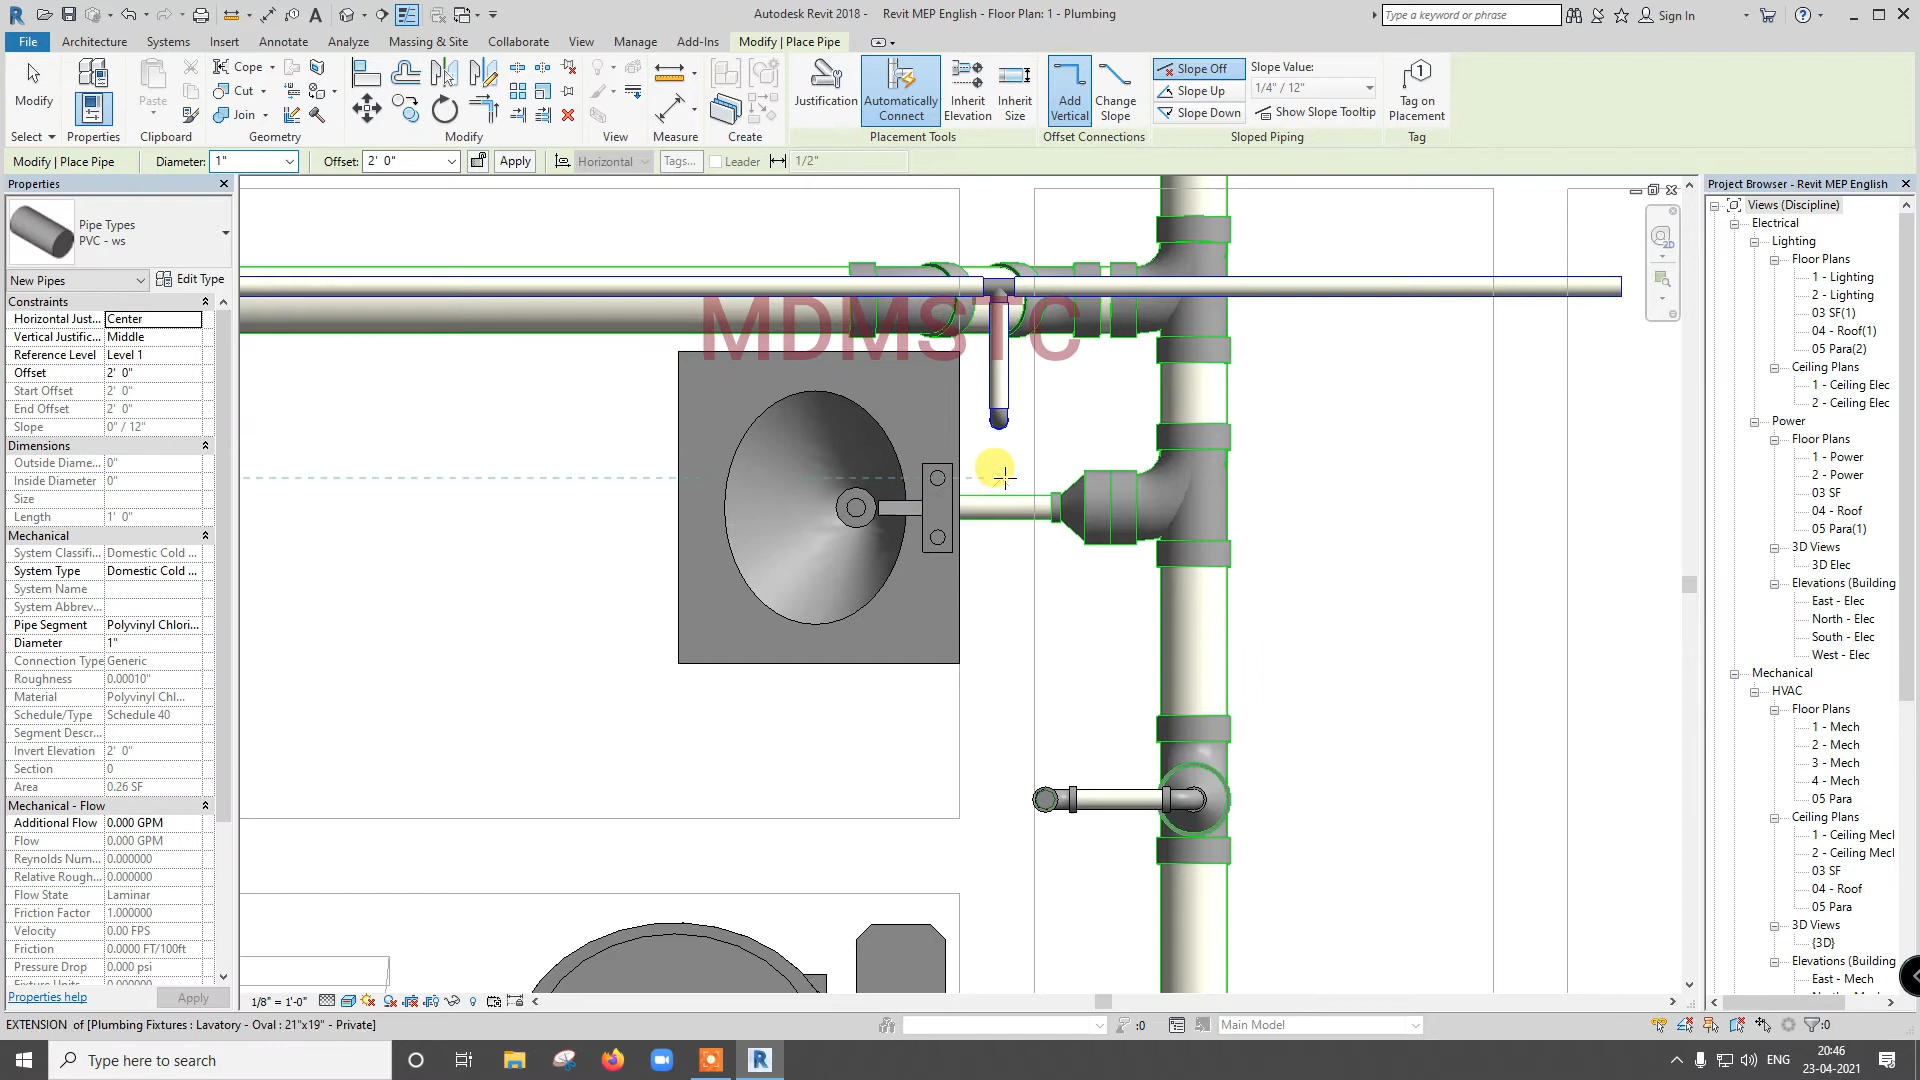 Autodesk Revit 2018 - Revit MEP English - Floor Plan: 1 - Plumbing
Type a keyword or phrase
Sign In
File Architecture Systems Insert Annotate Analyze Massing & Site Collaborate View Manage Add-Ins Modify | Place Pipe
Modify
Paste
Cope
Cut
Join
Justification
Automatically Connect
Inherit Elevation
Inherit Size
Add Vertical
Change Slope
Slope Off
Slope Up
Slope Down
Slope Value:
1/4" / 12"
Show Slope Tooltip
Tag on Placement
Select Properties Clipboard Geometry Modify View Measure Create Placement Tools Offset Connections Sloped Piping Tag
Modify | Place Pipe Diameter: 1" Offset: 2' 0" Apply Horizontal Tags... Leader 1/2"
Properties
Pipe Types
PVC - ws
New Pipes Edit Type
Constraints
Horizontal Just... Center
Vertical Justific... Middle
Reference Level Level 1
Offset 2' 0"
Start Offset 2' 0"
End Offset 2' 0"
Slope 0" / 12"
Dimensions
Outside Diame... 0"
Inside Diameter 0"
Size
Length 1' 0"
Mechanical
System Classifi... Domestic Cold ...
System Type Domestic Cold ...
System Name
System Abbrev...
Pipe Segment Polyvinyl Chlori...
Diameter 1"
Connection Type Generic
Roughness 0.00010"
Material Polyvinyl Chl...
Schedule/Type Schedule 40
Segment Descr...
Invert Elevation 2' 0"
Section 0
Area 0.26 SF
Mechanical - Flow
Additional Flow 0.000 GPM
Flow 0.000 GPM
Reynolds Num... 0.000000
Relative Rough... 0.000000
Flow State Laminar
Friction Factor 1.000000
Velocity 0.00 FPS
Friction 0.0000 FT/100ft
Pressure Drop 0.000 psi
Properties help Apply
MDMSTC
2D
Project Browser - Revit MEP English
Views (Discipline)
Electrical
Lighting
Floor Plans
1 - Lighting
2 - Lighting
03 SF(1)
04 - Roof(1)
05 Para(2)
Ceiling Plans
1 - Ceiling Elec
2 - Ceiling Elec
Power
Floor Plans
1 - Power
2 - Power
03 SF
04 - Roof
05 Para(1)
3D Views
3D Elec
Elevations (Building
East - Elec
North - Elec
South - Elec
West - Elec
Mechanical
HVAC
Floor Plans
1 - Mech
2 - Mech
3 - Mech
4 - Mech
05 Para
Ceiling Plans
1 - Ceiling Mecl
2 - Ceiling Mecl
03 SF
04 - Roof
05 Para
3D Views
{3D}
Elevations (Building
East - Mech
1/8" = 1'-0"
EXTENSION of [Plumbing Fixtures : Lavatory - Oval : 21"x19" - Private]
:0
Main Model
:0
Type here to search
ENG
20:46
23-04-2021